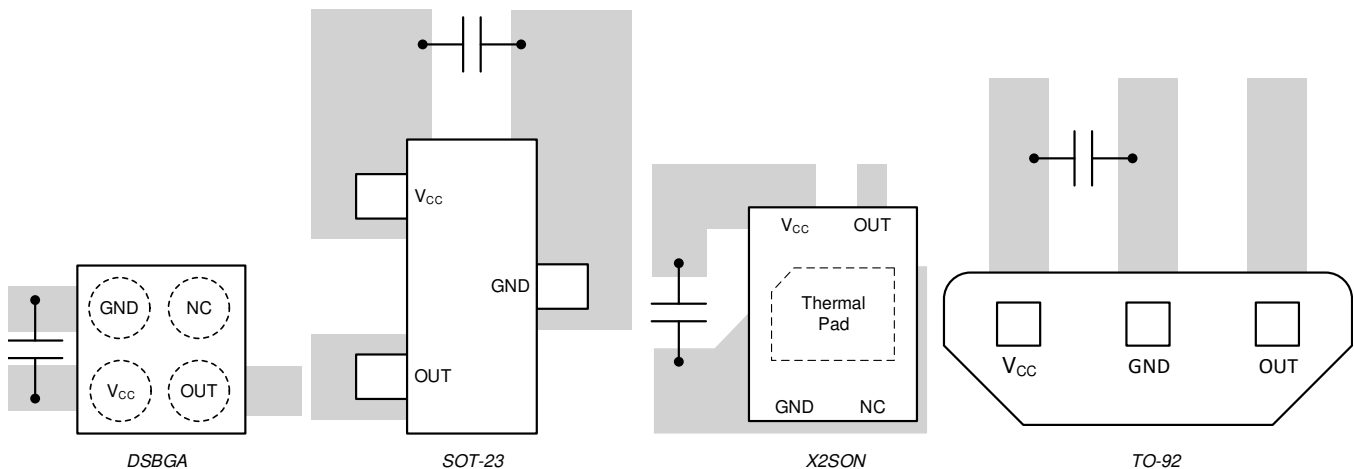 GND
NC
VCC
OUT
DSBGA
VCC
GND
OUT
SOT-23
VCC
OUT
Thermal
Pad
GND
NC
X2SON
VCC
GND
OUT
TO-92